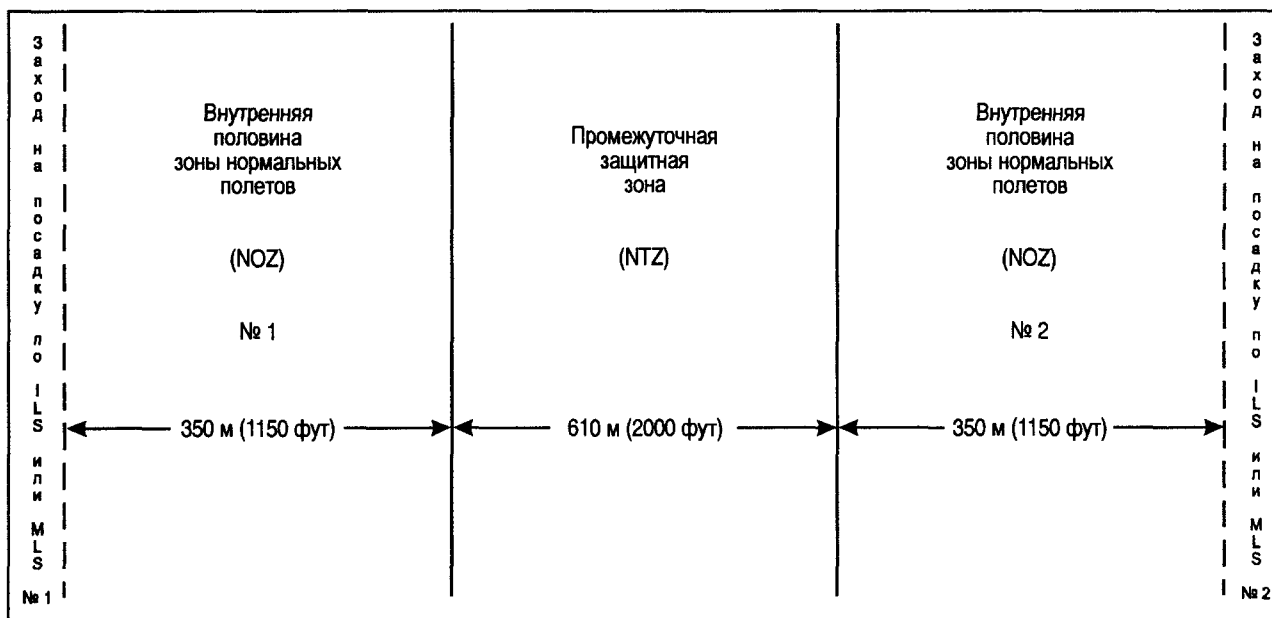 Заход на посадку по ILS или MLS
№ 1
Внутренняя
половина
зоны нормальных
полетов
(NOZ)
№ 1
350 м (1150 фут)
Промежуточная
защитная
зона
(NTZ)
610 м (2000 фут)
Внутренняя
половина
зоны нормальных
полетов
(NOZ)
№ 2
350 м (1150 фут)
Заход на посадку по ILS или MLS
№ 2